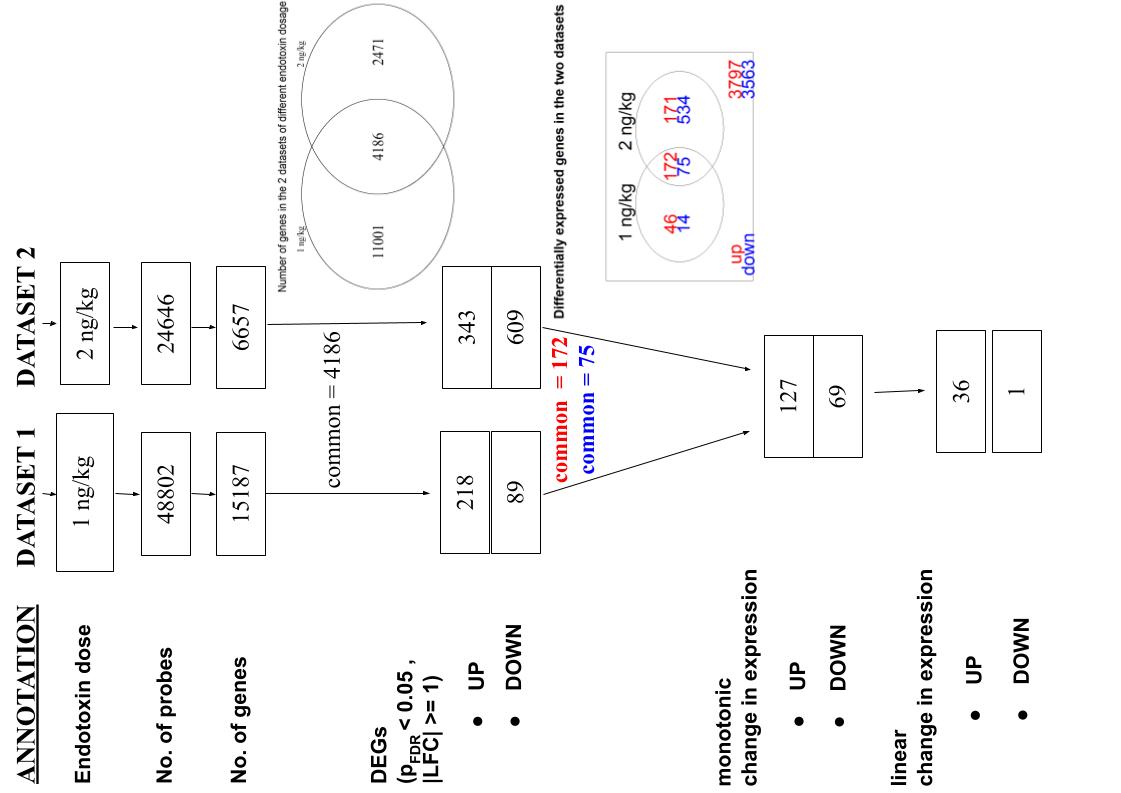 ANNOTATION DATASET 1 DATASET 2
Endotoxin dose 1 ng/kg 2 ng/kg
No. of probes 48802 24646
No. of genes 15187 6657
Number of genes in the 2 datasets of different endotoxin dosage
1 ng/kg 2 ng/kg
common = 4186
11001 4186 2471
DEGs
(pFDR < 0.05 ,
|LFC| >= 1)
● UP 218 343
● DOWN 89 609
common = 172
common = 75
Differentially expressed genes in the two datasets
1 ng/kg 2 ng/kg
46 172 171
14 75 534
up 3797
down 3563
monotonic
change in expression
● UP 127
● DOWN 69
linear
change in expression
● UP 36
● DOWN 1